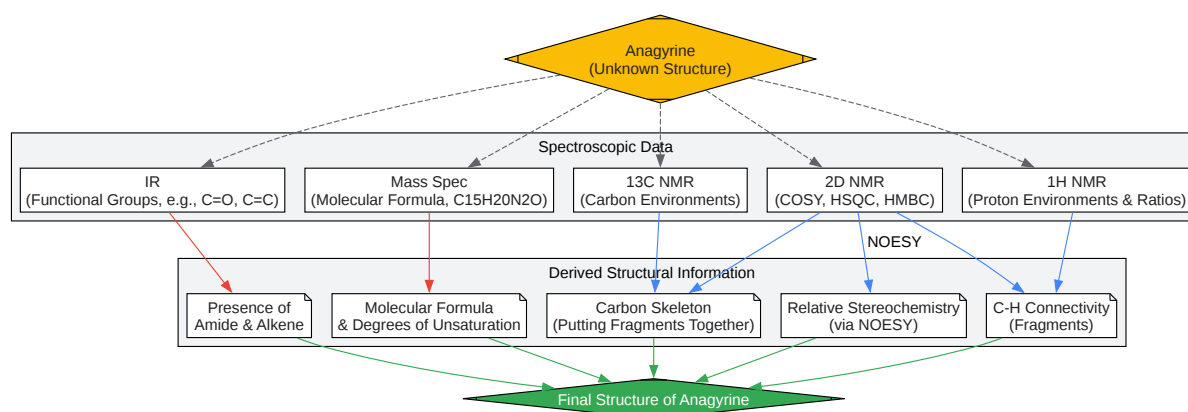 Anagyrine
(Unknown Structure)
Spectroscopic Data
IR
(Functional Groups, e.g., C=O, C=C)
Mass Spec
(Molecular Formula, C15H20N2O)
13C NMR
(Carbon Environments)
2D NMR
(COSY, HSQC, HMBC)
1H NMR
(Proton Environments & Ratios)
NOESY
Derived Structural Information
Presence of
Amide & Alkene
Molecular Formula
& Degrees of Unsaturation
Carbon Skeleton
(Putting Fragments Together)
Relative Stereochemistry
(via NOESY)
C-H Connectivity
(Fragments)
Final Structure of Anagyrine